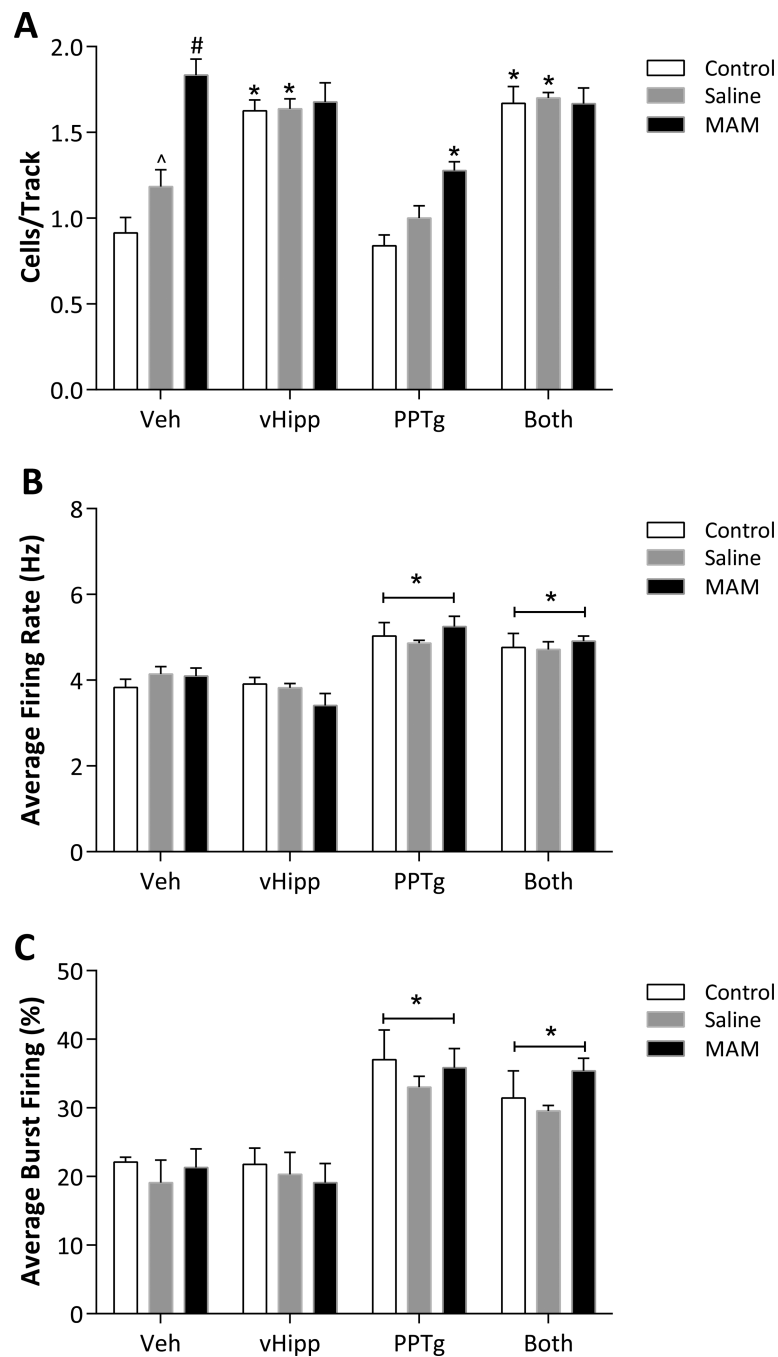 A
Cells/Track
2.0
1.5
1.0
0.5
0.0
^
#
*
*
*
*
*
Veh
vHipp
PPTg
Both
Control
Saline
MAM
B
Average Firing Rate (Hz)
8
6
4
2
0
*
*
Veh
vHipp
PPTg
Both
Control
Saline
MAM
C
Average Burst Firing (%)
50
40
30
20
10
0
*
*
Veh
vHipp
PPTg
Both
Control
Saline
MAM